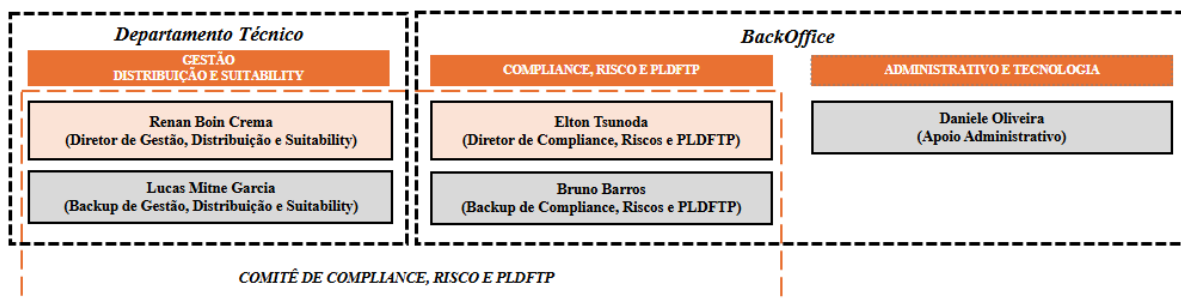 Departamento Técnico
GESTÃO
DISTRIBUIÇÃO E SUITABILITY
Renan Boin Crema
(Diretor de Gestão, Distribuição e Suitability)
Lucas Mitne Garcia
(Backup de Gestão, Distribuição e Suitability)
BackOffice
COMPLIANCE, RISCO E PLDFTP
Elton Tsunoda
(Diretor de Compliance, Riscos e PLDFTP)
Bruno Barros
(Backup de Compliance, Riscos e PLDFTP)
ADMINISTRATIVO E TECNOLOGIA
Daniele Oliveira
(Apoio Administrativo)
COMITÊ DE COMPLIANCE, RISCO E PLDFTP